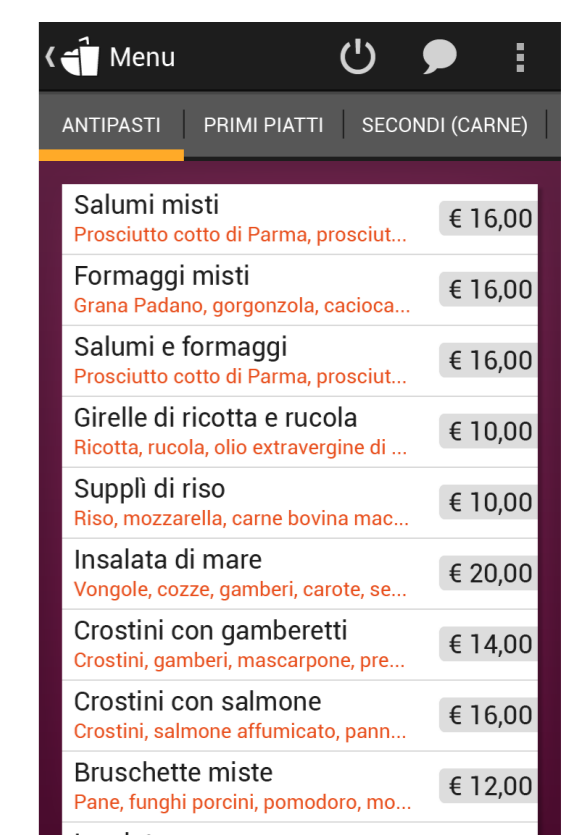 Menu
ANTIPASTI
PRIMI PIATTI
SECONDI (CARNE)
Salumi misti
€ 16,00
Prosciutto cotto di Parma, prosciut...
Formaggi misti
€ 16,00
Grana Padano, gorgonzola, cacioca...
Salumi e formaggi
€ 16,00
Prosciutto cotto di Parma, prosciut...
Girelle di ricotta e rucola
€ 10,00
Ricotta, rucola, olio extravergine di ...
Supplì di riso
€ 10,00
Riso, mozzarella, carne bovina mac...
Insalata di mare
€ 20,00
Vongole, cozze, gamberi, carote, se...
Crostini con gamberetti
€ 14,00
Crostini, gamberi, mascarpone, pre...
Crostini con salmone
€ 16,00
Crostini, salmone affumicato, pann...
Bruschette miste
€ 12,00
Pane, funghi porcini, pomodoro, mo...